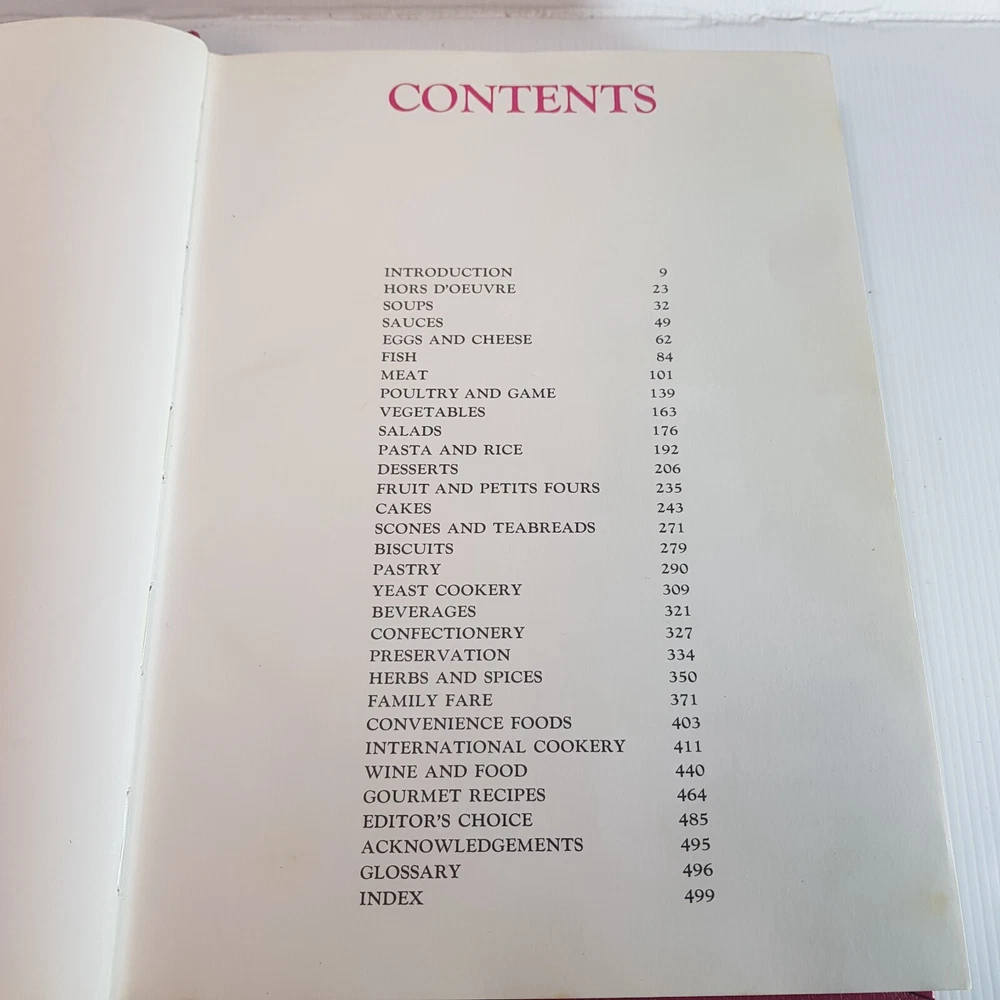 CONTENTS
INTRODUCTION 9
HORS D'OEUVRE 23
SOUPS 32
SAUCES 49
EGGS AND CHEESE 62
FISH 84
MEAT 101
POULTRY AND GAME 139
VEGETABLES 163
SALADS 176
PASTA AND RICE 192
DESSERTS 206
FRUIT AND PETITS FOURS 235
CAKES 243
SCONES AND TEABREADS 271
BISCUITS 279
PASTRY 290
YEAST COOKERY 309
BEVERAGES 321
CONFECTIONERY 327
PRESERVATION 334
HERBS AND SPICES 350
FAMILY FARE 371
CONVENIENCE FOODS 403
INTERNATIONAL COOKERY 411
WINE AND FOOD 440
GOURMET RECIPES 464
EDITOR'S CHOICE 485
ACKNOWLEDGEMENTS 495
GLOSSARY 496
INDEX 499